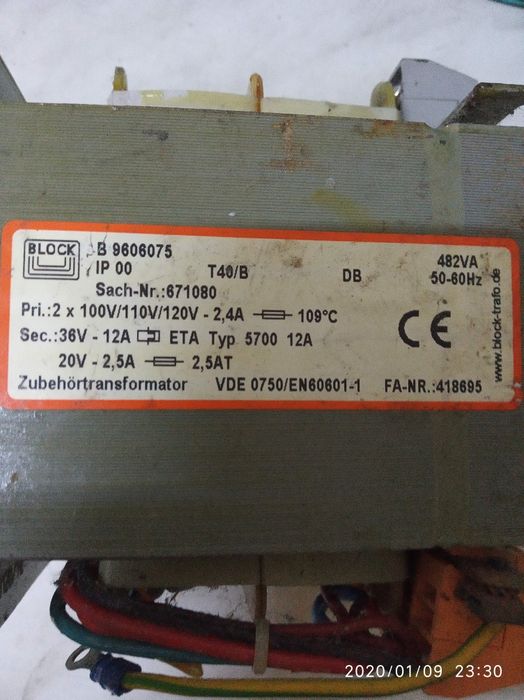 BLOCK
B 9606075
IP 00 T40/B DB
482VA
50-60Hz
Sach-Nr.:671080
Pri.:2 x 100V/110V/120V - 2,4A 109°C
Sec.:36V - 12A ETA Typ 5700 12A
20V - 2,5A 2,5AT
Zubehörtransformator VDE 0750/EN60601-1 FA-NR.:418695
CE
www.block-trafo.de
2020/01/09 23:30